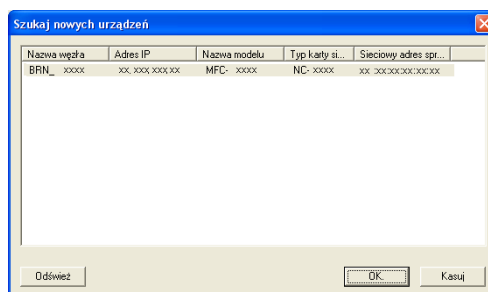 Szukaj nowych urządzeń
Nazwa węzła Adres IP Nazwa modelu Typ karty si... Sieciowy adres spr...
BRN_ xxxx xx, xxx, xxx, xx MFC- xxxx NC- xxxx xx :xx:xx:xx:xx:xx
Odśwież OK. Kasuj